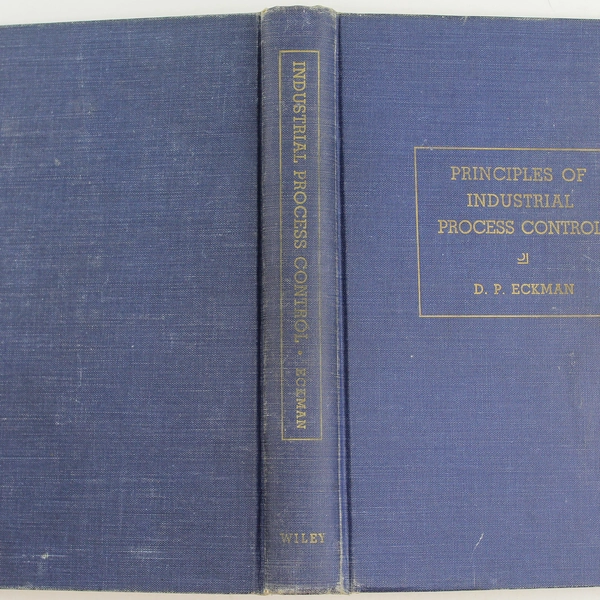 INDUSTRIAL PROCESS CONTROL • ECKMAN
WILEY
PRINCIPLES OF
INDUSTRIAL
PROCESS CONTROL
D. P. ECKMAN